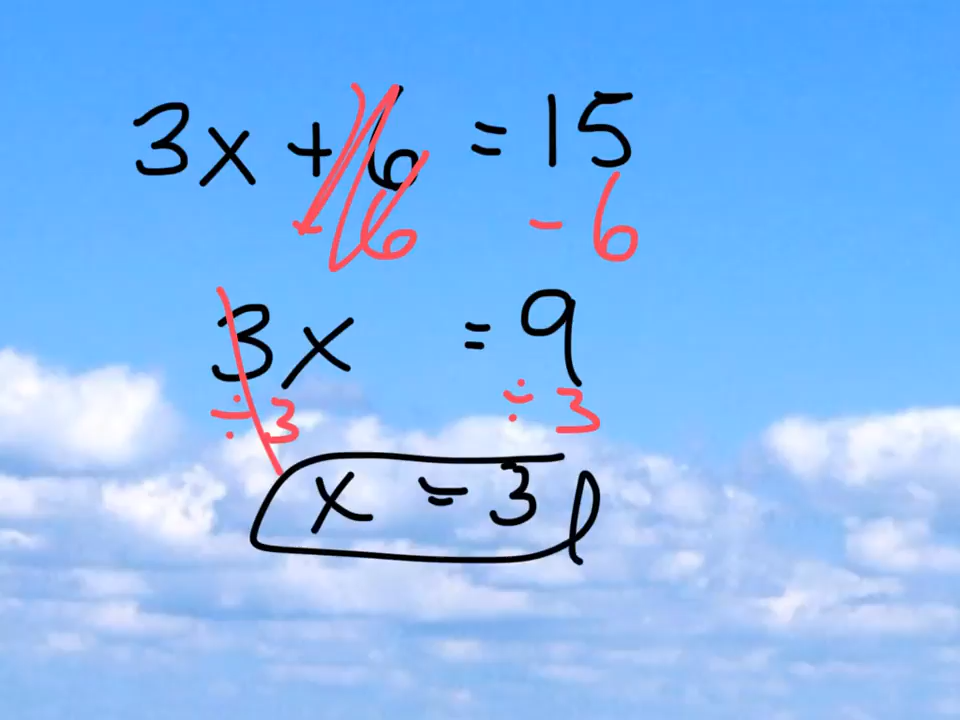 3x + 6 = 15
- 6 - 6
3x = 9
÷ 3 ÷ 3
x = 3